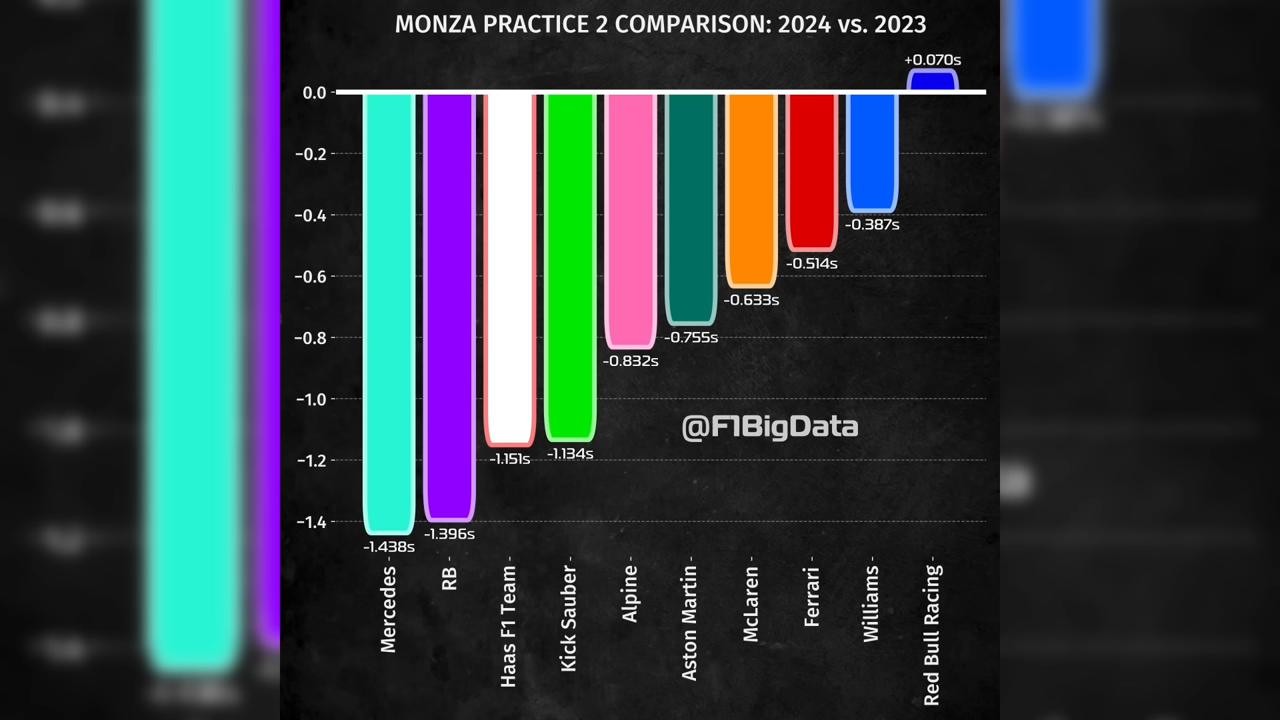 MONZA PRACTICE 2 COMPARISON: 2024 vs. 2023
+0.070s
0.0
−0.2
−0.4
−0.6
−0.8
−1.0
−1.2
−1.4
-0.387s
-0.514s
-0.633s
-0.755s
-0.832s
@F1BigData
-1.134s
-1.151s
-1.396s
-1.438s
Mercedes
RB
Haas F1 Team
Kick Sauber
Alpine
Aston Martin
McLaren
Ferrari
Williams
Red Bull Racing